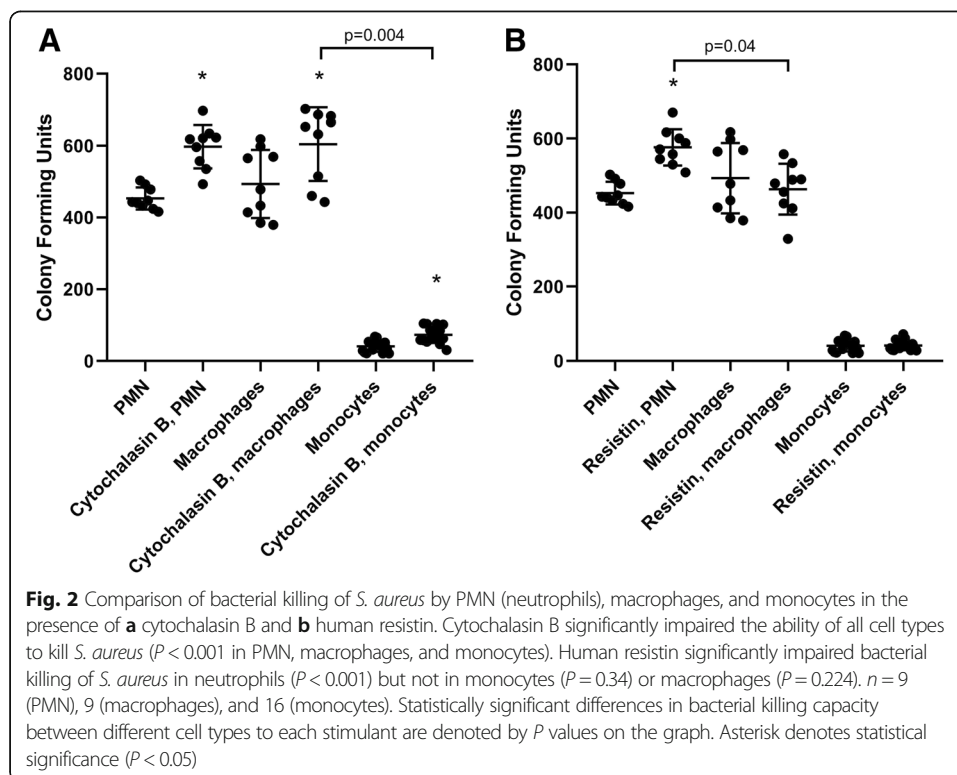 A
p=0.004
Colony Forming Units
800
600
400
200
0
*
*
*
PMN
Cytochalasin B, PMN
Macrophages
Cytochalasin B, macrophages
Monocytes
Cytochalasin B, monocytes
B
p=0.04
Colony Forming Units
800
600
400
200
0
*
PMN
Resistin, PMN
Macrophages
Resistin, macrophages
Monocytes
Resistin, monocytes
Fig. 2 Comparison of bacterial killing of S. aureus by PMN (neutrophils), macrophages, and monocytes in the
presence of a cytochalasin B and b human resistin. Cytochalasin B significantly impaired the ability of all cell types
to kill S. aureus (P < 0.001 in PMN, macrophages, and monocytes). Human resistin significantly impaired bacterial
killing of S. aureus in neutrophils (P < 0.001) but not in monocytes (P = 0.34) or macrophages (P = 0.224). n = 9
(PMN), 9 (macrophages), and 16 (monocytes). Statistically significant differences in bacterial killing capacity
between different cell types to each stimulant are denoted by P values on the graph. Asterisk denotes statistical
significance (P < 0.05)